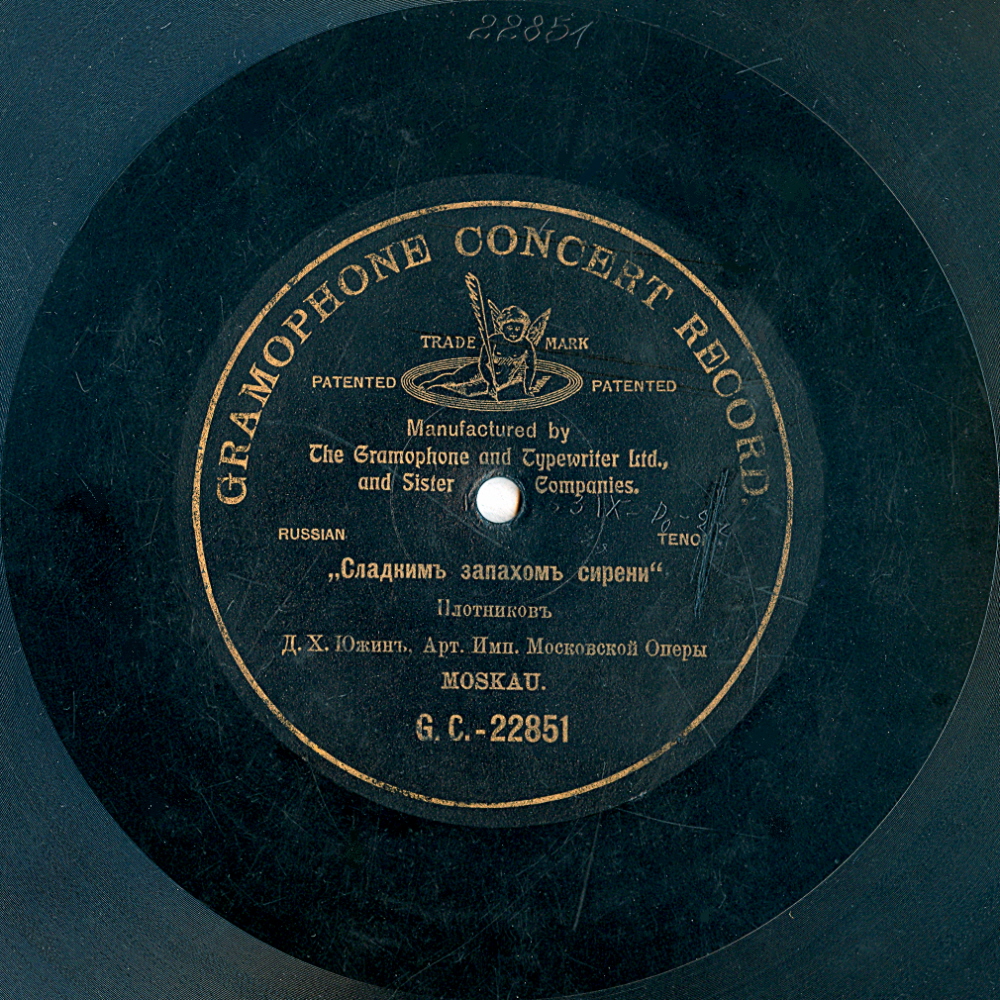 22851
GRAMOPHONE CONCERT RECORD.
TRADE MARK
PATENTED PATENTED
Manufactured by
The Gramophone and Typewriter Ltd.,
and Sister Companies.
RUSSIAN TENO
„Сладкимъ запахомъ сирени“
Плотниковъ
Д. Х. Южинъ, Арт. Имп. Московской Оперы
MOSKAU.
G. C.-22851